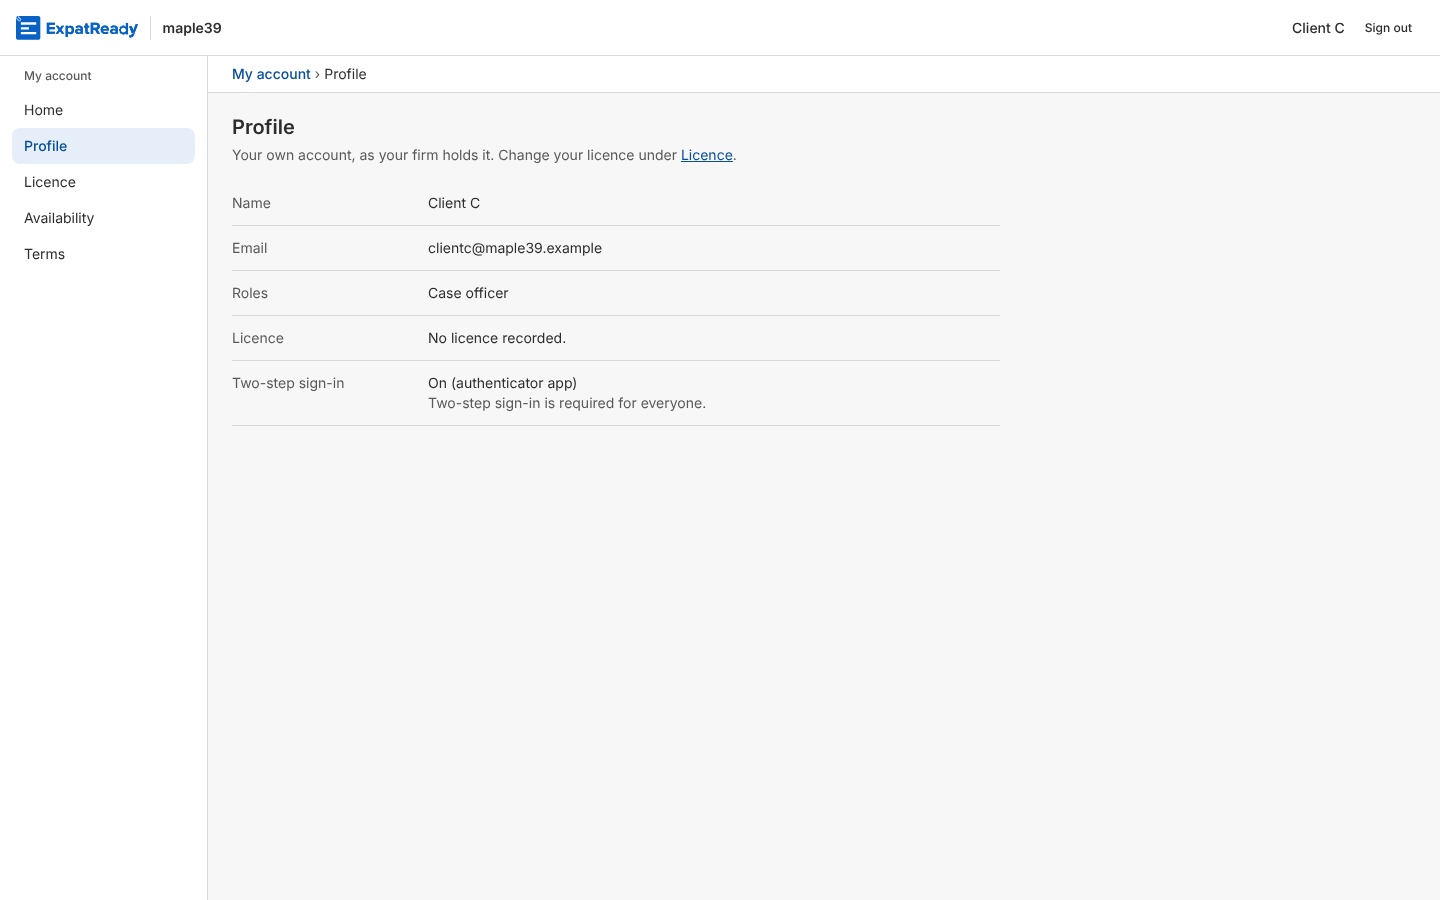 ExpatReady
maple39
Client C
Sign out
My account
Home
Profile
Licence
Availability
Terms
My account › Profile
Profile
Your own account, as your firm holds it. Change your licence under Licence.
Name Client C
Email clientc@maple39.example
Roles Case officer
Licence No licence recorded.
Two-step sign-in On (authenticator app)
Two-step sign-in is required for everyone.